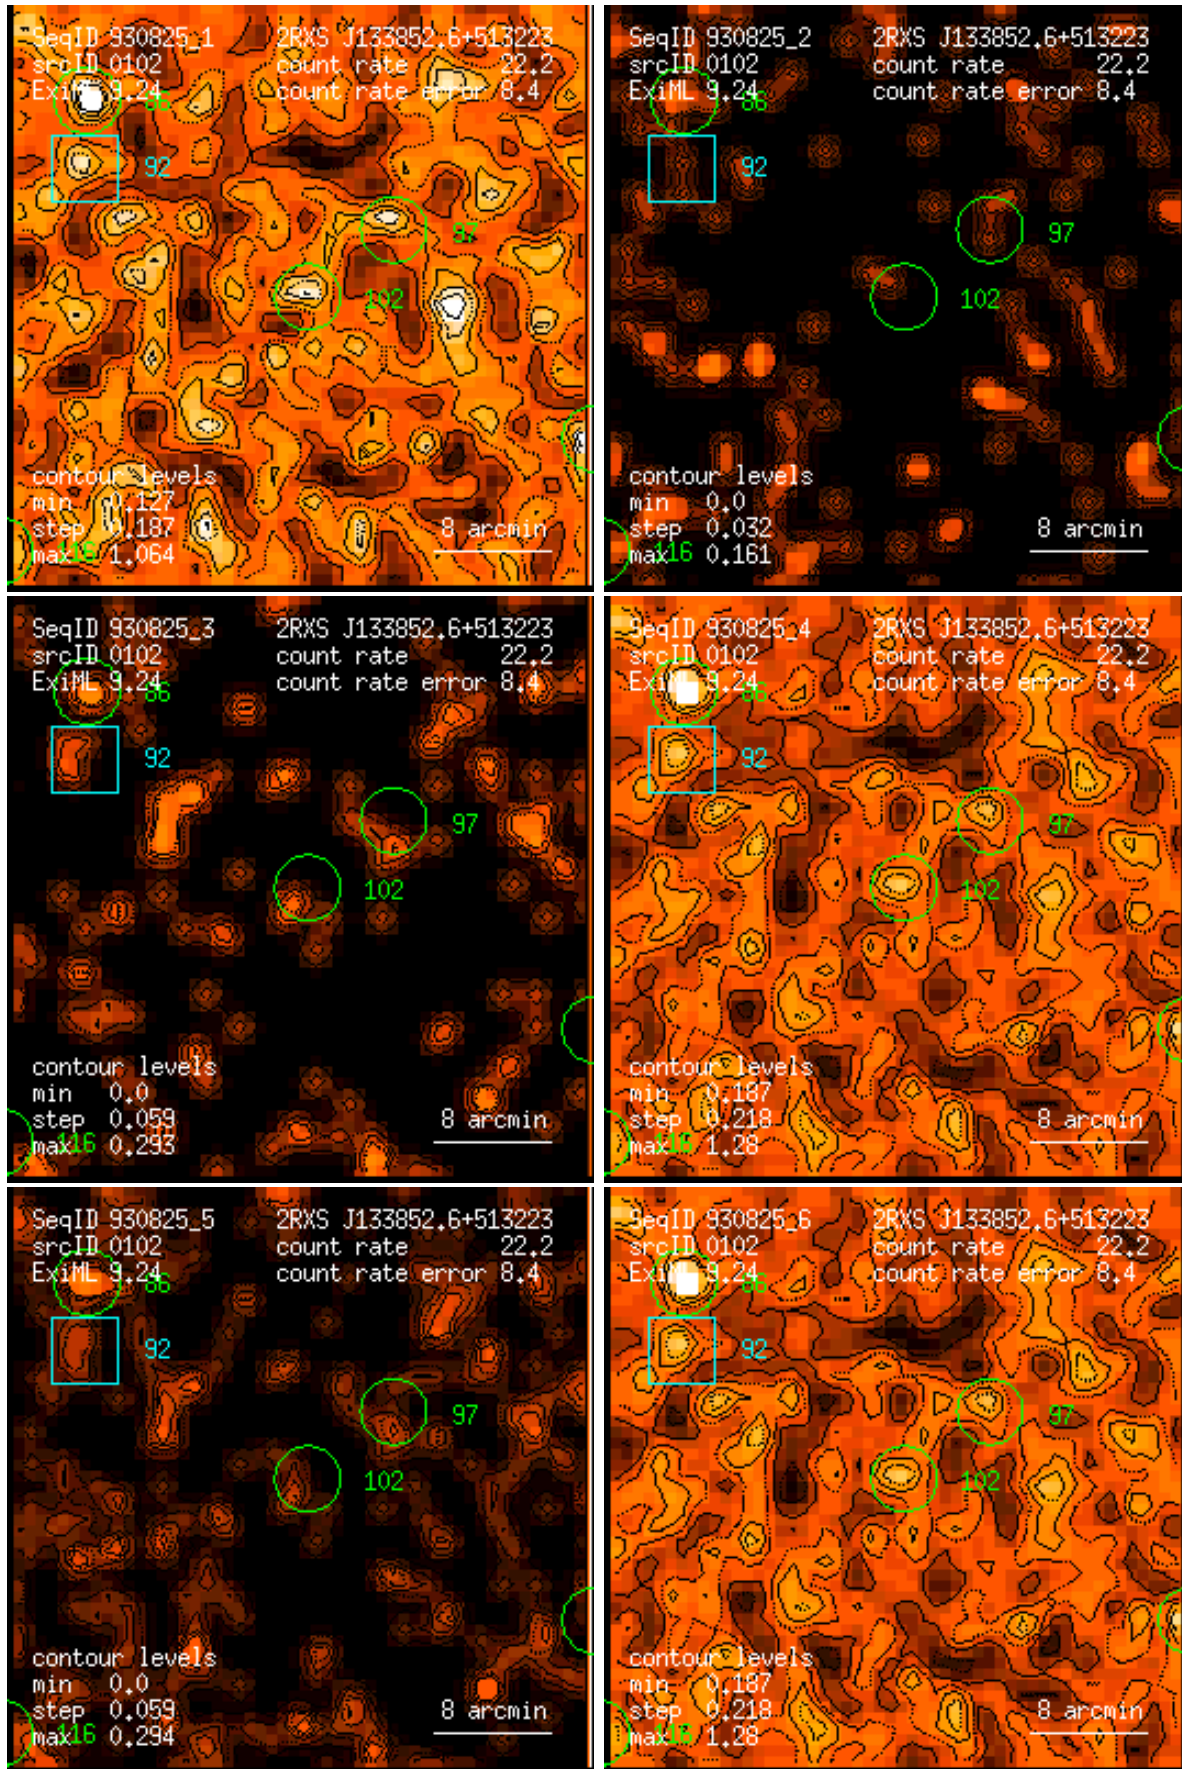 SeqID 930825_1 2RXS J133852.6+513223
srcID 0102 count rate 22.2
ExiML 9.24 86 count rate error 8.4
92
97
102
contour levels
min 0.127
step 0.187 8 arcmin
max 1.064 116
SeqID 930825_2 2RXS J133852.6+513223
srcID 0102 count rate 22.2
ExiML 9.24 86 count rate error 8.4
92
97
102
contour levels
min 0.0
step 0.032 8 arcmin
max 0.161 116
SeqID 930825_3 2RXS J133852.6+513223
srcID 0102 count rate 22.2
ExiML 9.24 86 count rate error 8.4
92
97
102
contour levels
min 0.0
step 0.059 8 arcmin
max 0.293 116
SeqID 930825_4 2RXS J133852.6+513223
srcID 0102 count rate 22.2
ExiML 9.24 86 count rate error 8.4
92
97
102
contour levels
min 0.187
step 0.218 8 arcmin
max 1.28 116
SeqID 930825_5 2RXS J133852.6+513223
srcID 0102 count rate 22.2
ExiML 9.24 86 count rate error 8.4
92
97
102
contour levels
min 0.0
step 0.059 8 arcmin
max 0.294 116
SeqID 930825_6 2RXS J133852.6+513223
srcID 0102 count rate 22.2
ExiML 9.24 86 count rate error 8.4
92
97
102
contour levels
min 0.187
step 0.218 8 arcmin
max 1.28 116